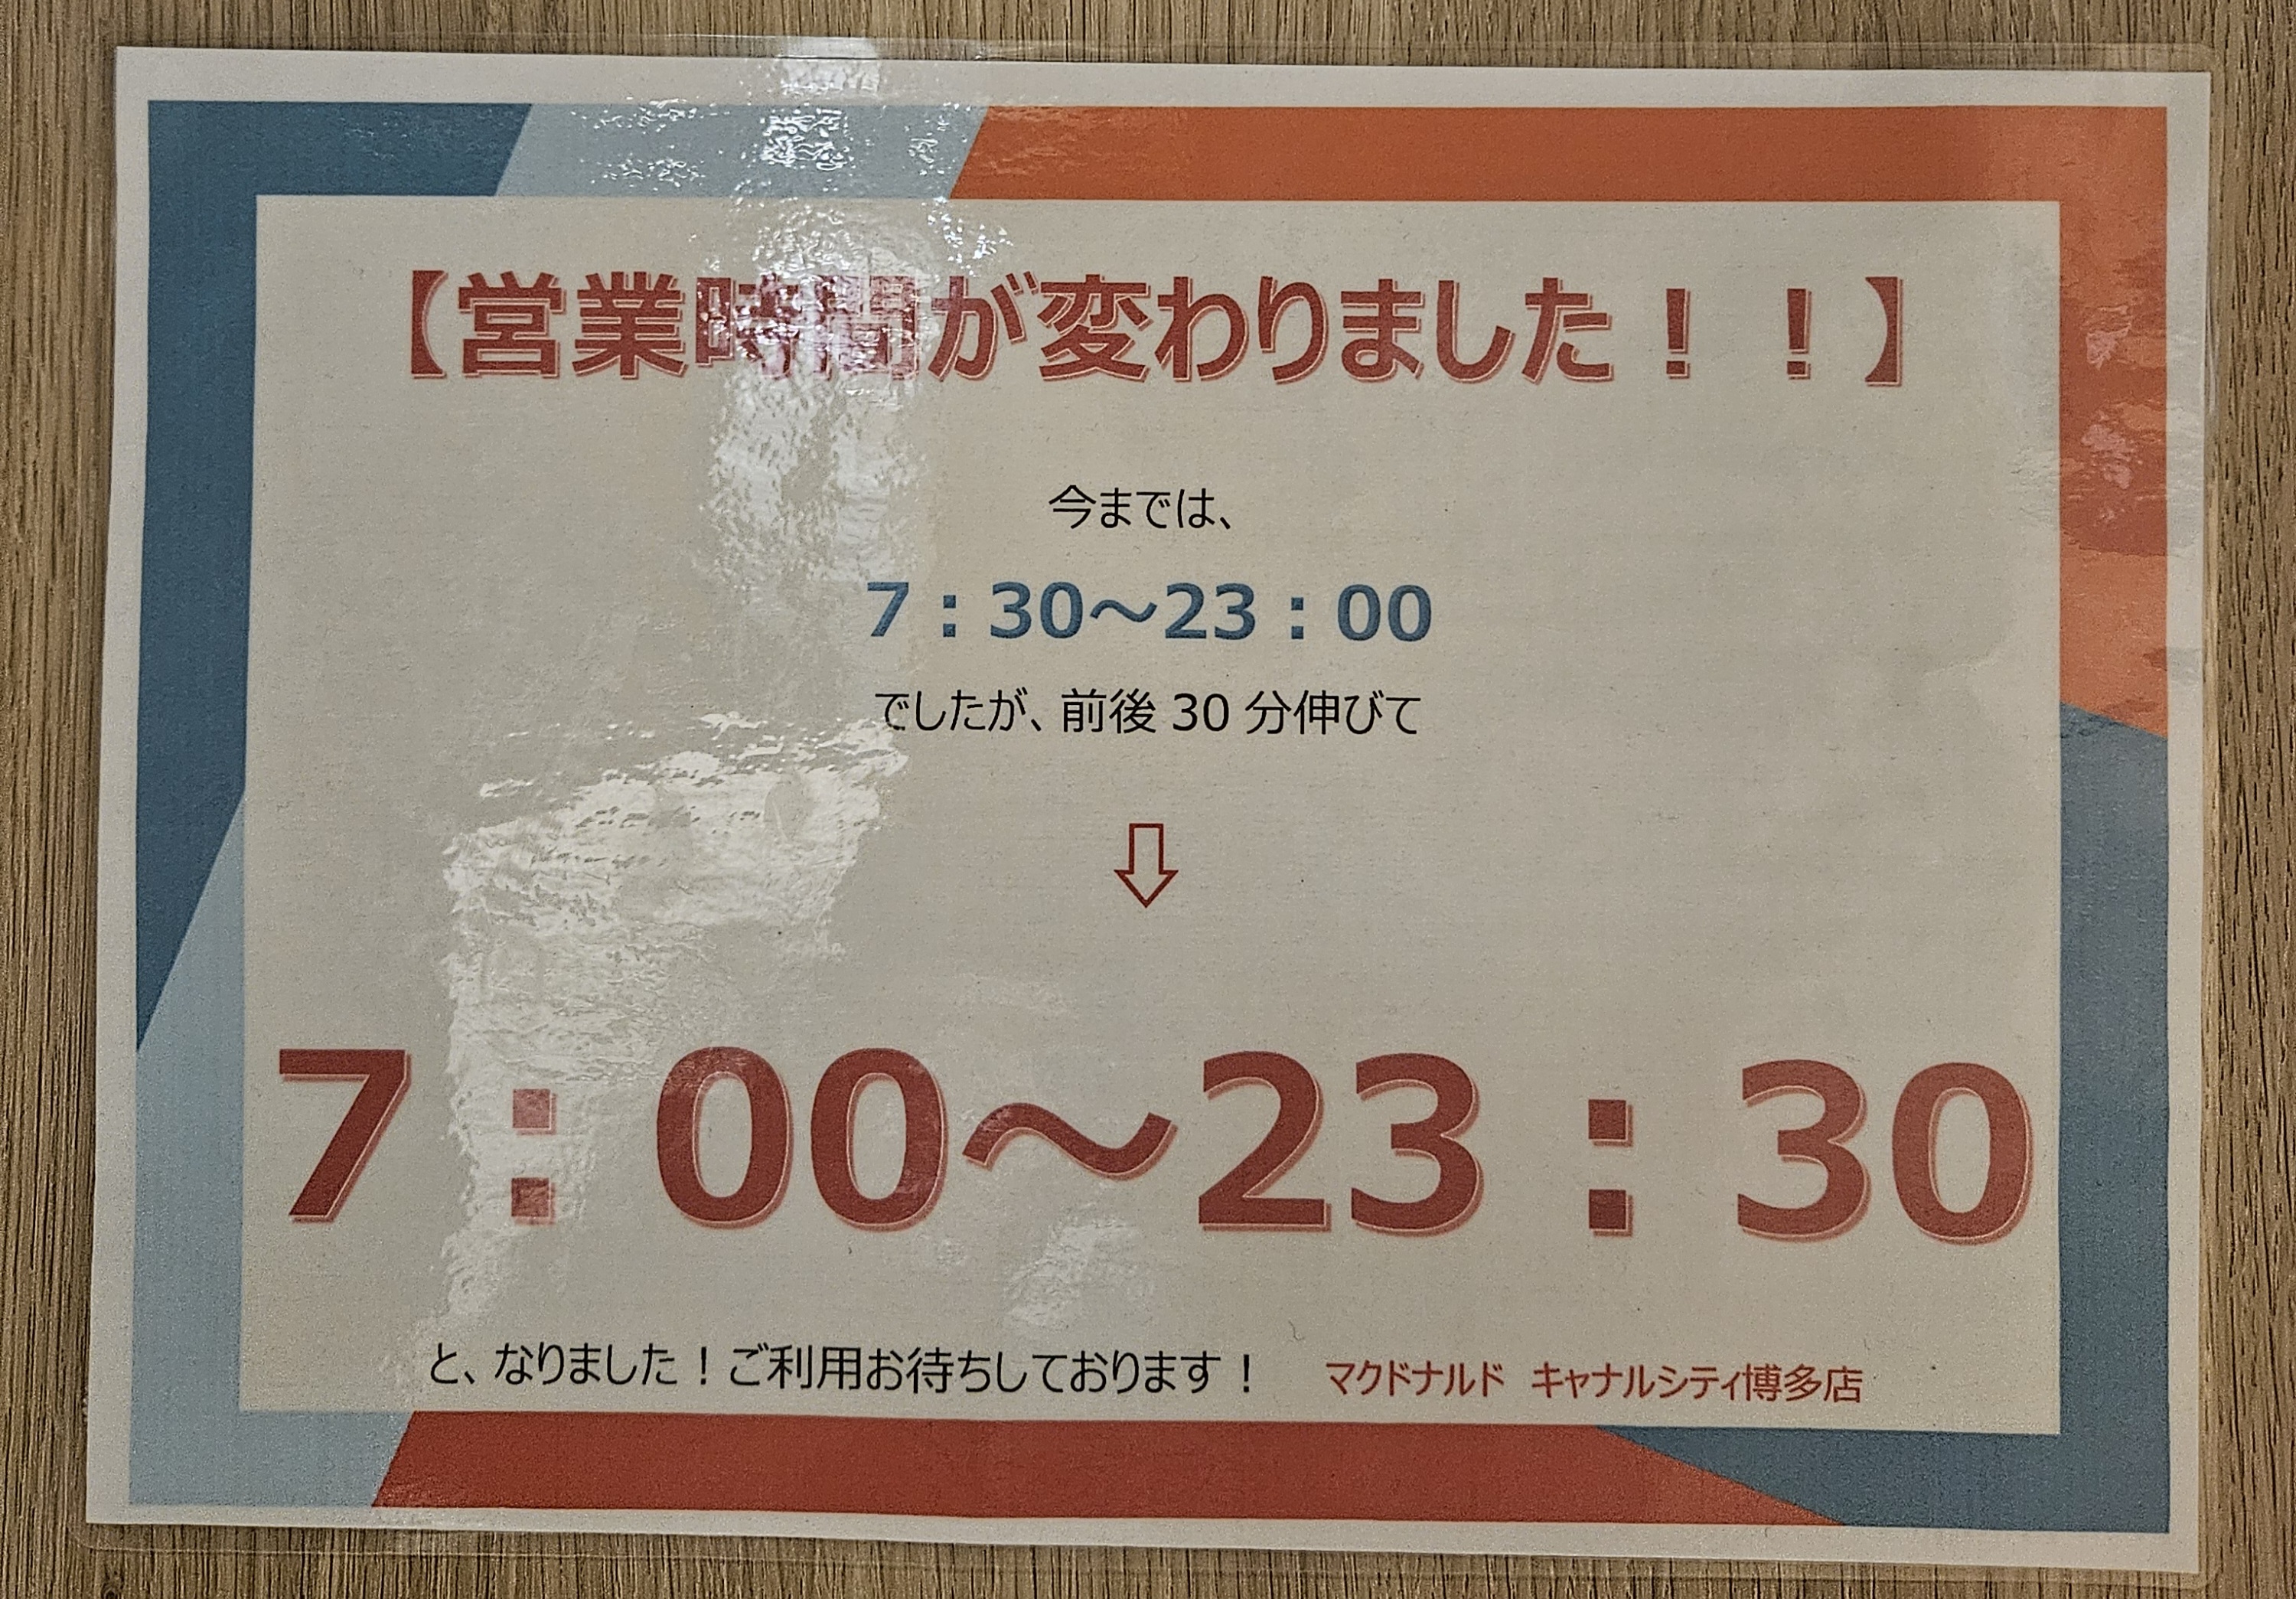 【営業時間が変わりました！！】
今までは、
7：30～23：00
でしたが、前後 30 分伸びて
⇩
7：00～23：30
と、なりました！ご利用お待ちしております！ マクドナルド キャナルシティ博多店